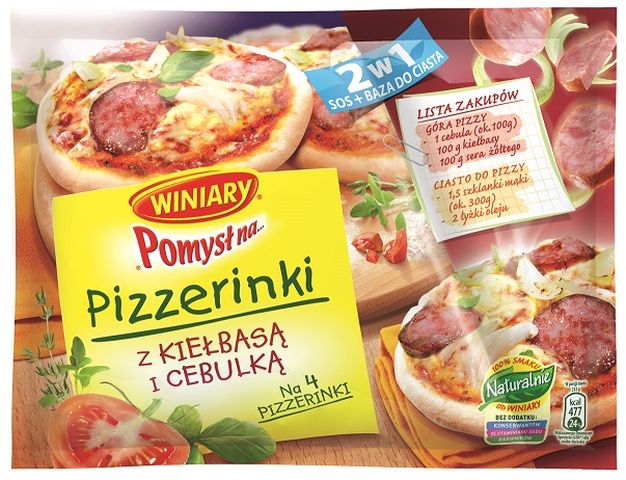 2 w 1
SOS + BAZA DO CIASTA
LISTA ZAKUPÓW
GÓRA PIZZY
- 1 cebula (ok. 100g)
- 100 g kiełbasy
- 100 g sera żółtego
CIASTO DO PIZZY
- 1,5 szklanki mąki
(ok. 300g)
- 2 łyżki oleju
WINIARY®
Pomysł na...
Pizzerinki
Z KIEŁBASĄ
I CEBULKĄ
Na 4
PIZZERINKI
100% SMAKU
Naturalnie
OD WINIARY
BEZ DODATKU:
KONSERWANTÓW
kcal
477
24%